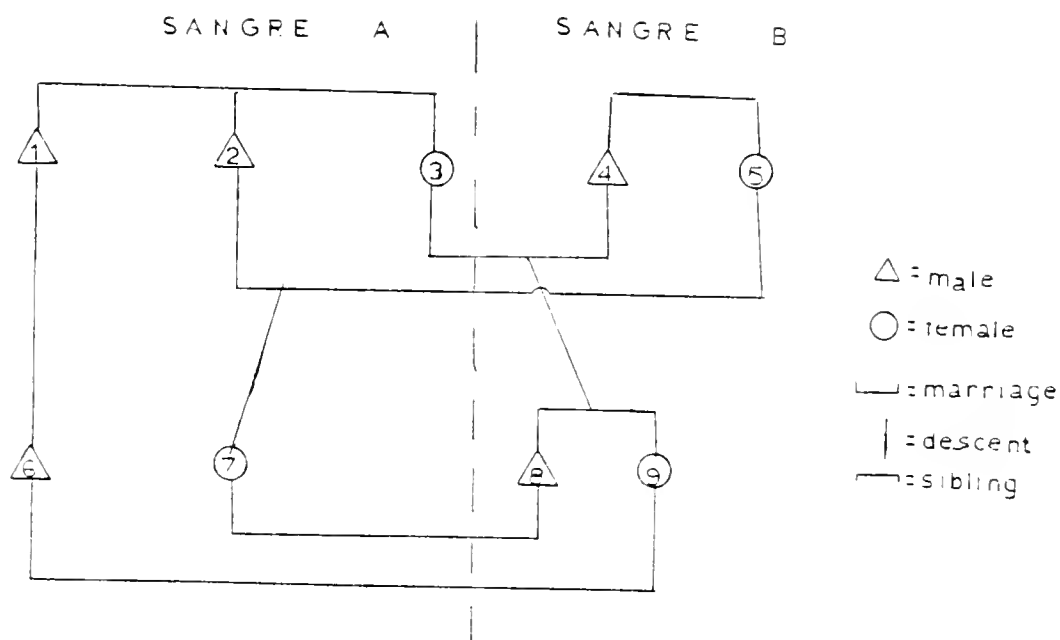 SANGRE A
SANGRE B
1
2
3
4
5
△ = male
○ = female
= marriage
= descent
= sibling
6
7
8
9